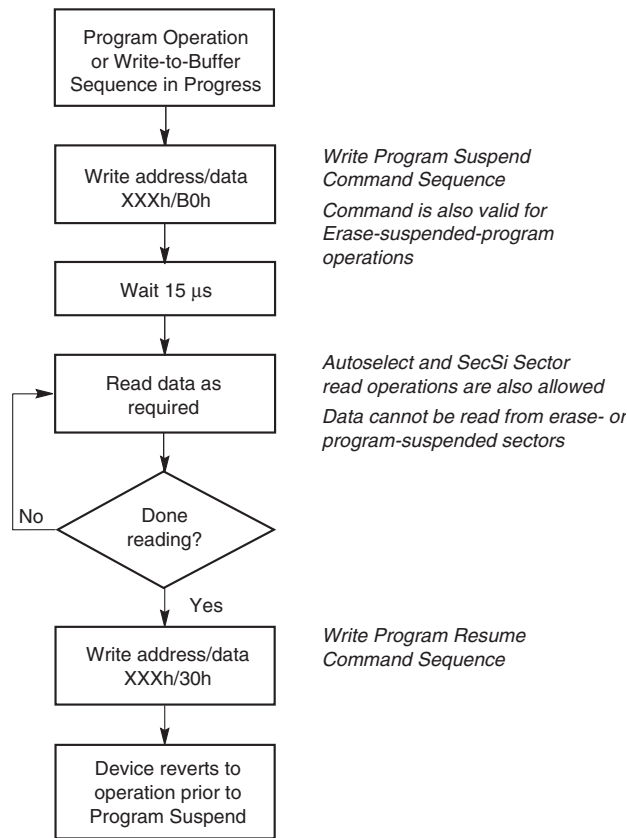 Program Operation
or Write-to-Buffer
Sequence in Progress
Write address/data
XXXh/B0h
Write Program Suspend
Command Sequence
Command is also valid for
Erase-suspended-program
operations
Wait 15 μs
Read data as
required
Autoselect and SecSi Sector
read operations are also allowed
Data cannot be read from erase- or
program-suspended sectors
No
Done
reading?
Yes
Write address/data
XXXh/30h
Write Program Resume
Command Sequence
Device reverts to
operation prior to
Program Suspend